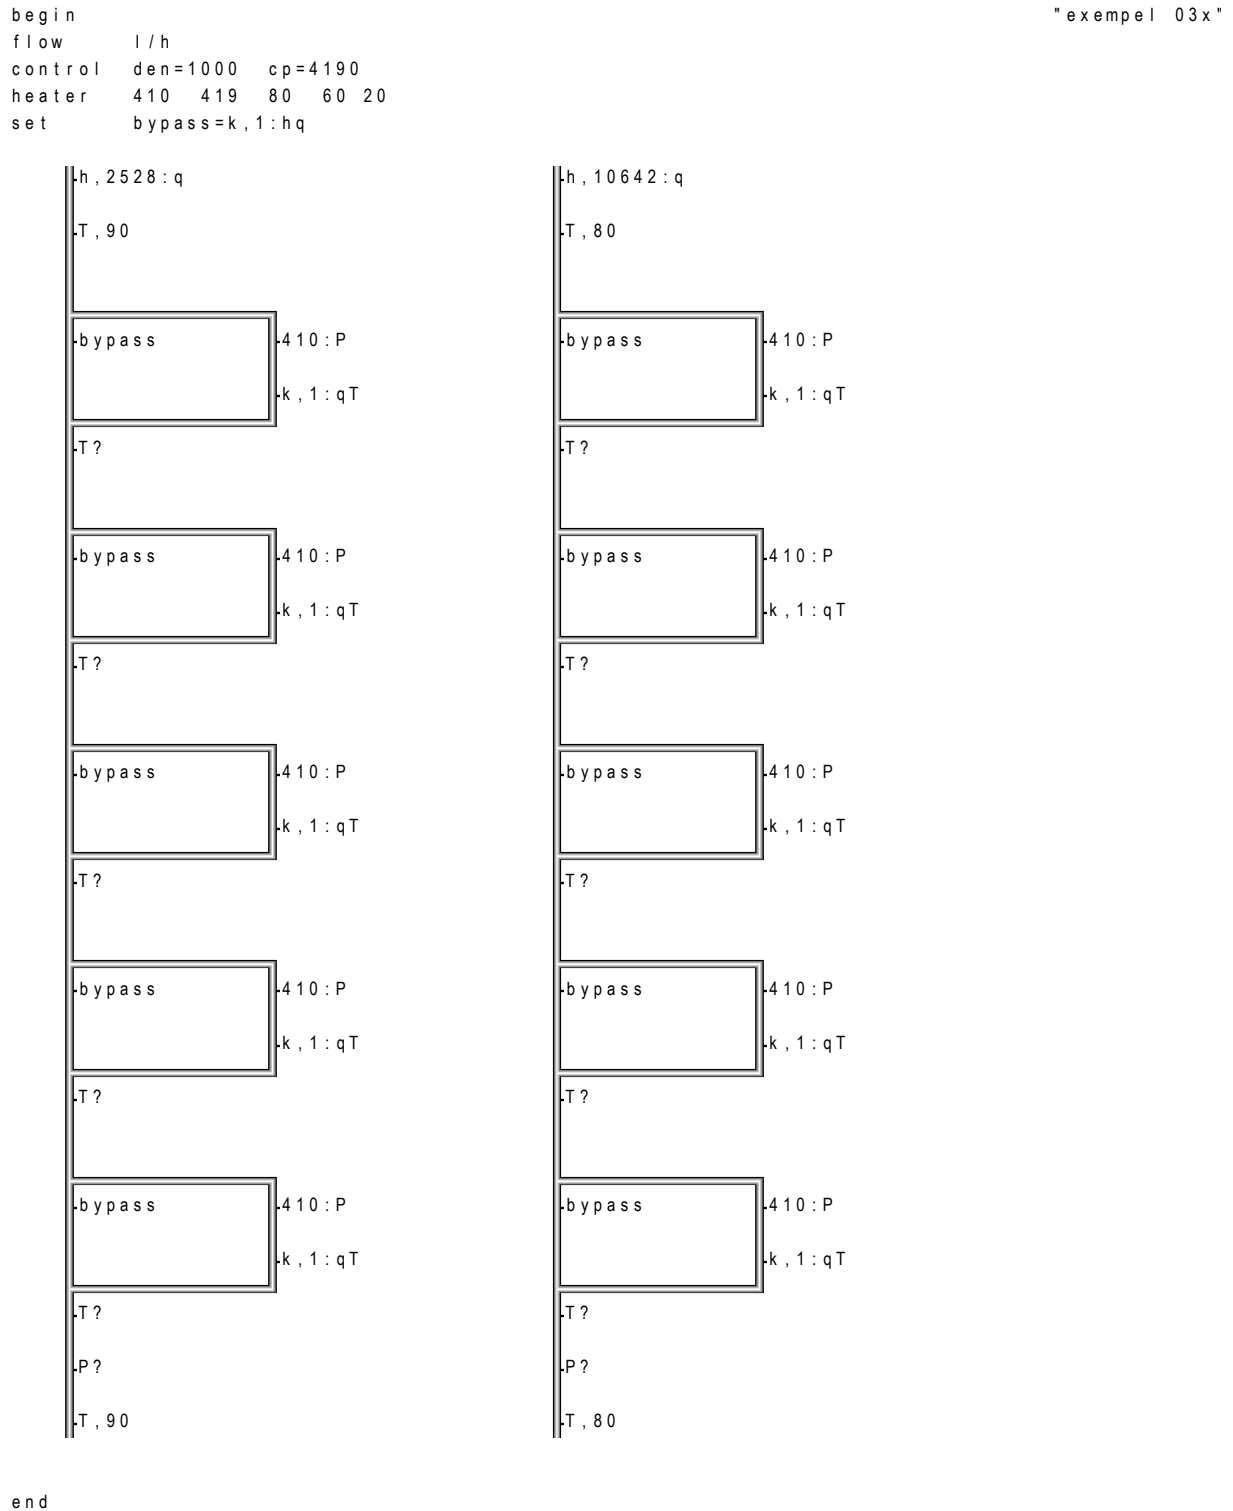 begin "exempel 03x"
flow l/h
control den=1000 cp=4190
heater 410 419 80 60 20
set bypass=k,1:hq
h,2528:q h,10642:q
T,90 T,80
bypass 410:P bypass 410:P
k,1:qT k,1:qT
T? T?
bypass 410:P bypass 410:P
k,1:qT k,1:qT
T? T?
bypass 410:P bypass 410:P
k,1:qT k,1:qT
T? T?
bypass 410:P bypass 410:P
k,1:qT k,1:qT
T? T?
bypass 410:P bypass 410:P
k,1:qT k,1:qT
T? T?
P? P?
T,90 T,80
end